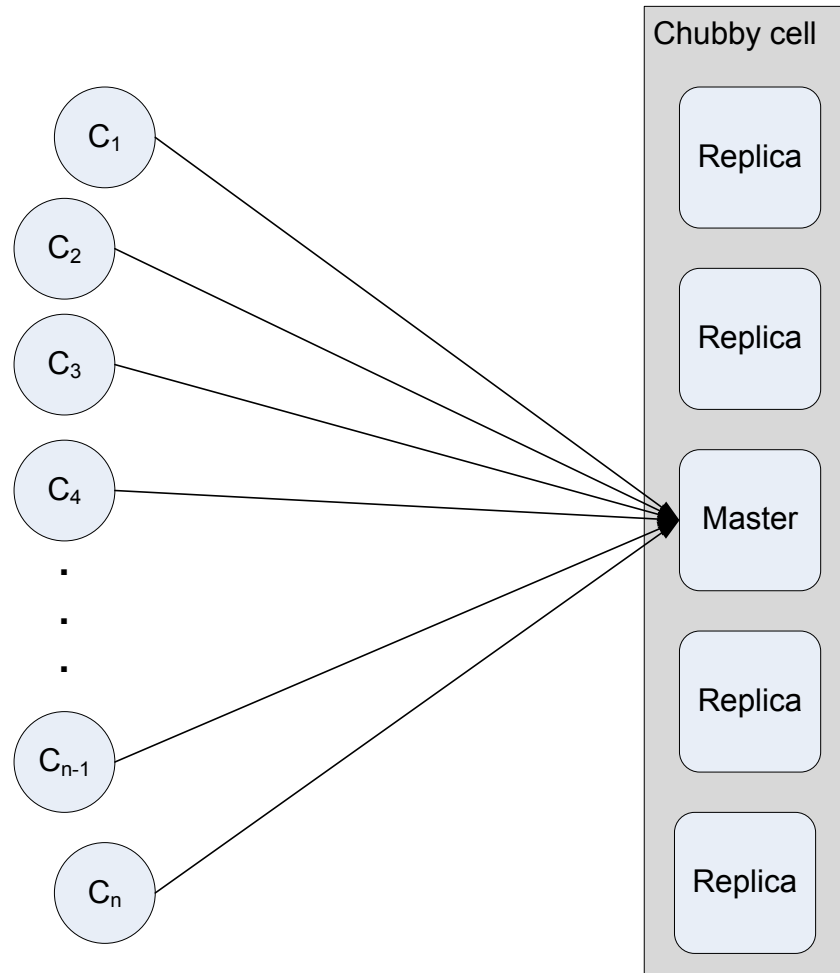 Chubby cell
C₁
Replica
C₂
Replica
C₃
C₄
Master
.
.
.
Cₙ₋₁
Replica
Cₙ
Replica